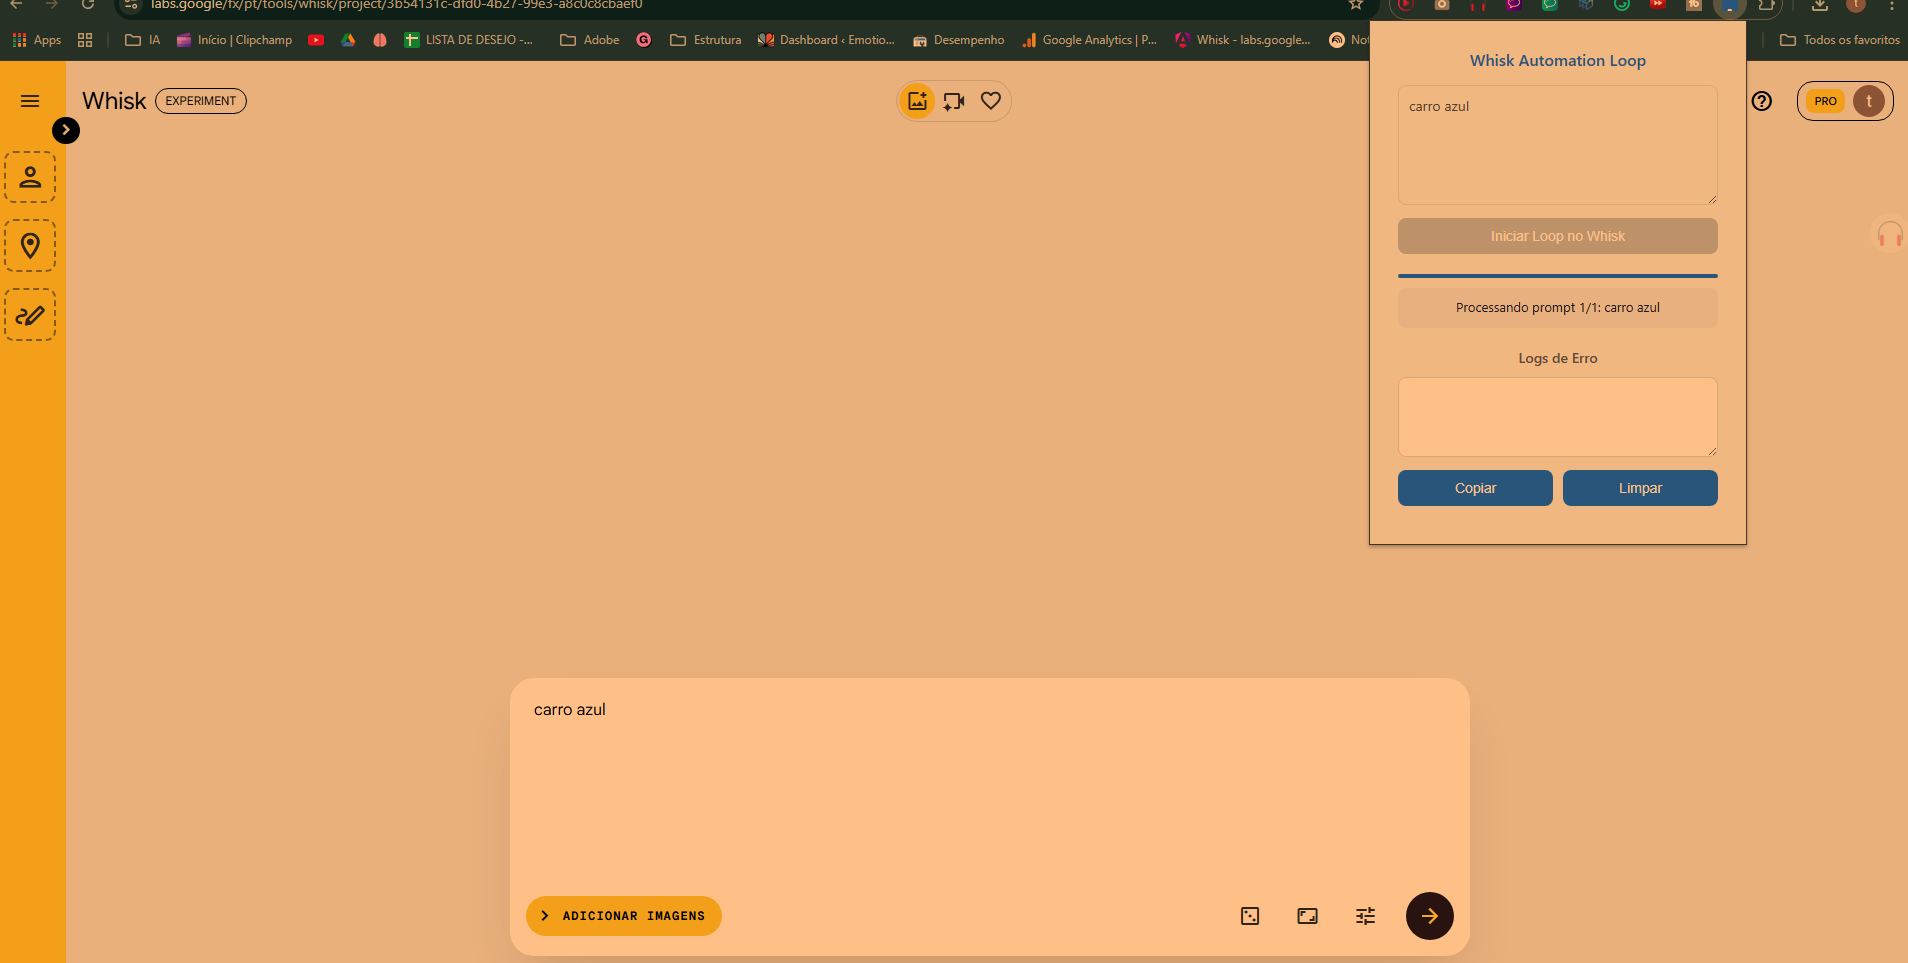 labs.google/fx/pt/tools/whisk/project/3b54131c-dfd0-4b27-99e3-a8c0c8cbaef0
Apps
IA
Início | Clipchamp
LISTA DE DESEJO -...
Adobe
Estrutura
Dashboard ‹ Emotio...
Desempenho
Google Analytics | P...
Whisk - labs.google...
Not
Todos os favoritos
Whisk
EXPERIMENT
PRO
t
Whisk Automation Loop
carro azul
Iniciar Loop no Whisk
Processando prompt 1/1: carro azul
Logs de Erro
Copiar
Limpar
carro azul
ADICIONAR IMAGENS